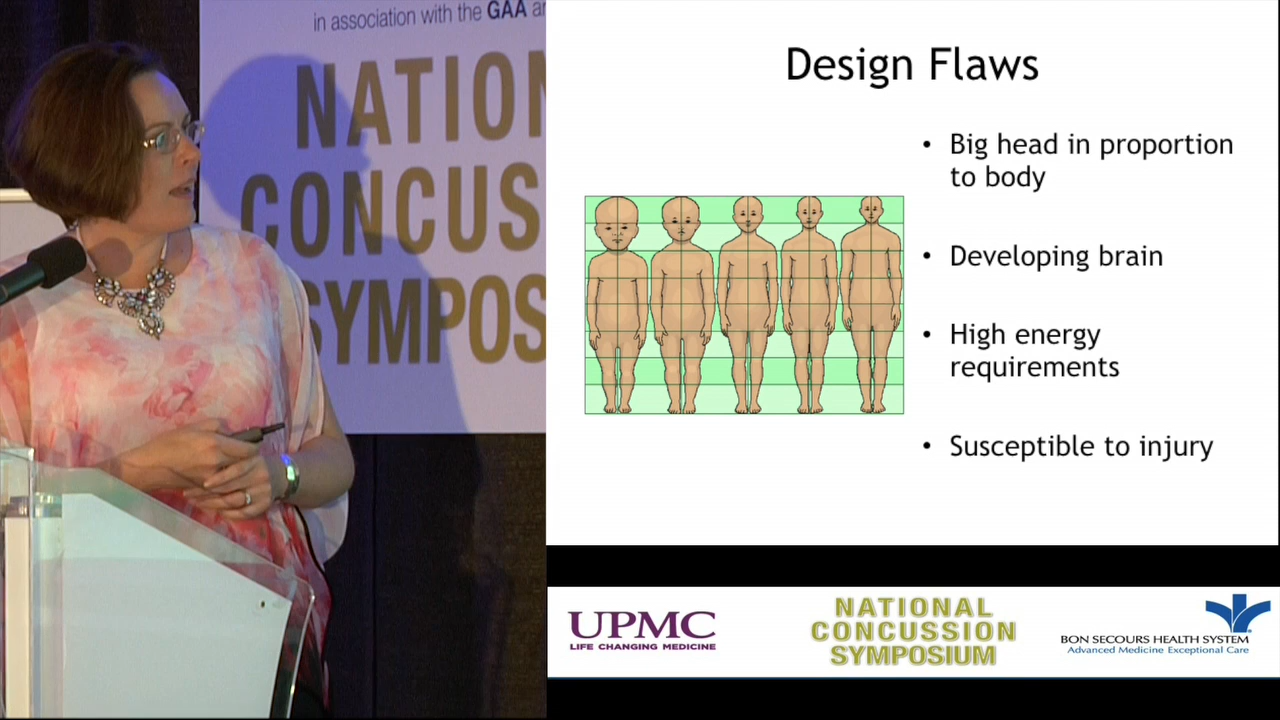 in association with the GAA
NATION
CONCUS
SYMPOS
Design Flaws
• Big head in proportion
to body
• Developing brain
• High energy
requirements
• Susceptible to injury
UPMC
LIFE CHANGING MEDICINE
NATIONAL
CONCUSSION
SYMPOSIUM
BON SECOURS HEALTH SYSTEM
Advanced Medicine Exceptional Care